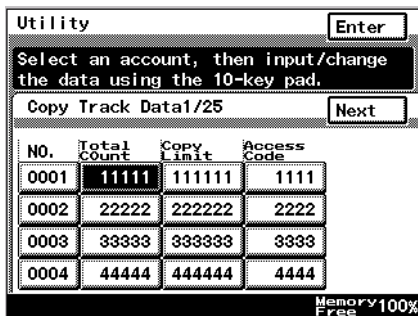 Utility Enter
Select an account, then input/change
the data using the 10-key pad.
Copy Track Data1/25 Next
NO. Total COunt Copy Limit Access Code
0001 11111 111111 1111
0002 22222 222222 2222
0003 33333 333333 3333
0004 44444 444444 4444
Memory Free 100%